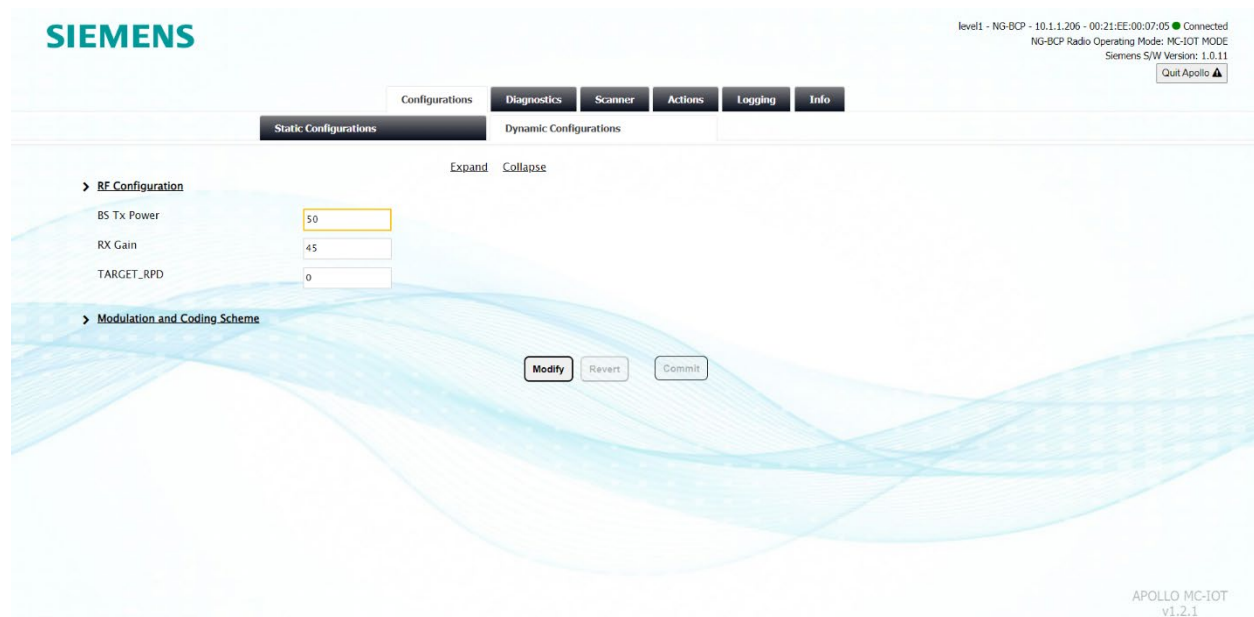 SIEMENS
level1 - NG-BCP - 10.1.1.206 - 00:21:EE:00:07:05 Connected
NG-BCP Radio Operating Mode: MC-IOT MODE
Siemens S/W Version: 1.0.11
Quit Apollo
Configurations Diagnostics Scanner Actions Logging Info
Static Configurations Dynamic Configurations
Expand Collapse
RF Configuration
BS Tx Power 50
RX Gain 45
TARGET_RPD 0
Modulation and Coding Scheme
Modify Revert Commit
APOLLO MC-IOT
v1.2.1